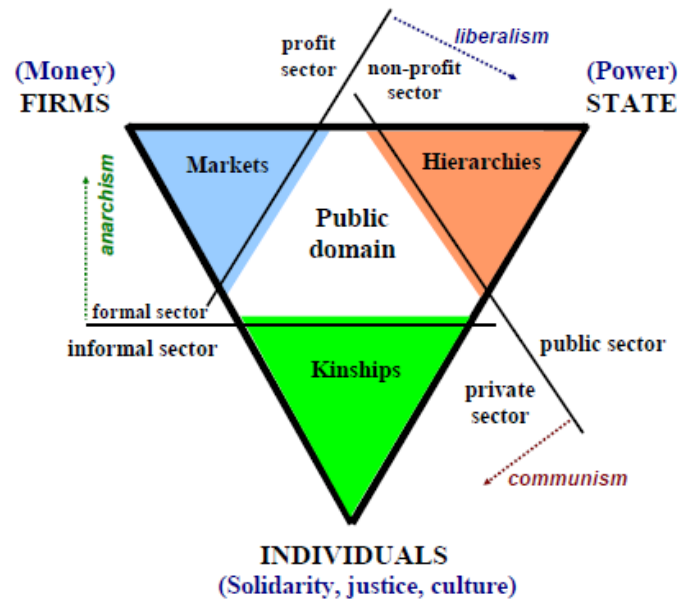 profit
sector
liberalism
non-profit
sector
(Money)
FIRMS
(Power)
STATE
Markets
Hierarchies
anarchism
Public
domain
formal sector
informal sector
public sector
Kinships
private
sector
communism
INDIVIDUALS
(Solidarity, justice, culture)